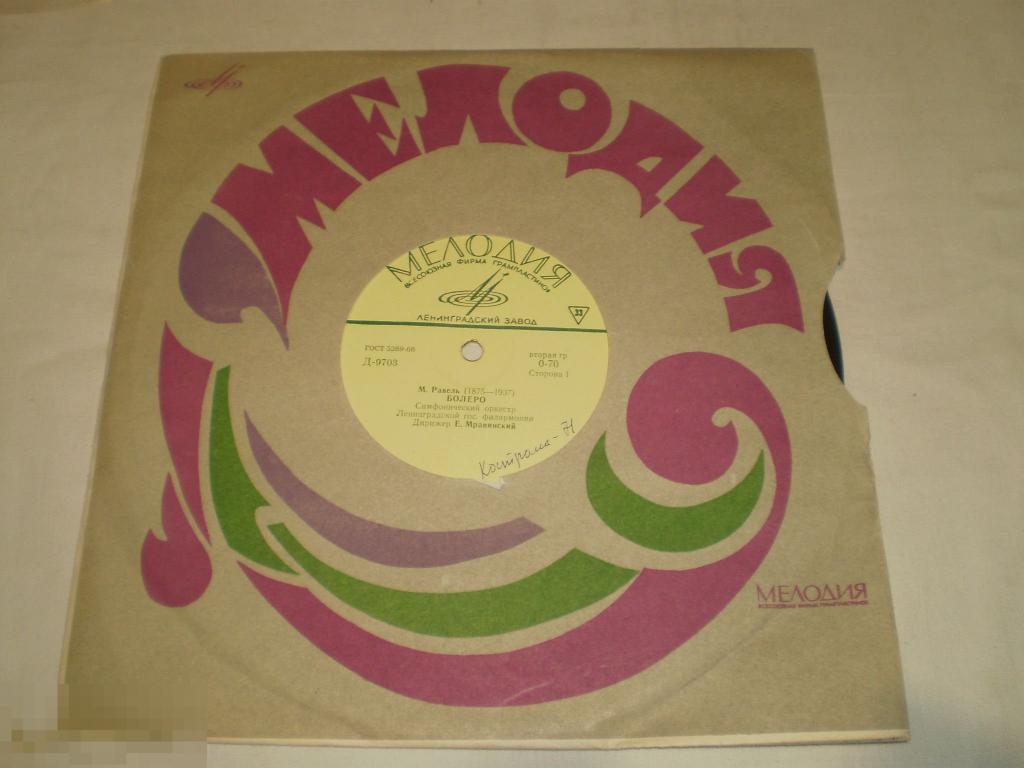 МЕЛОДИЯ
МЕЛОДИЯ
ВСЕСОЮЗНАЯ ФИРМА ГРАМПЛАСТИНОК
ЛЕНИНГРАДСКИЙ ЗАВОД
33
ГОСТ 5289-68
Д-9703
вторая гр
0-70
Сторона 1
М. Равель (1875—1937)
БОЛЕРО
Симфонический оркестр
Ленинградской гос. филармонии
Дирижер Е. Мравинский
Кострома - 71
МЕЛОДИЯ
ВСЕСОЮЗНАЯ ФИРМА ГРАМПЛАСТИНОК